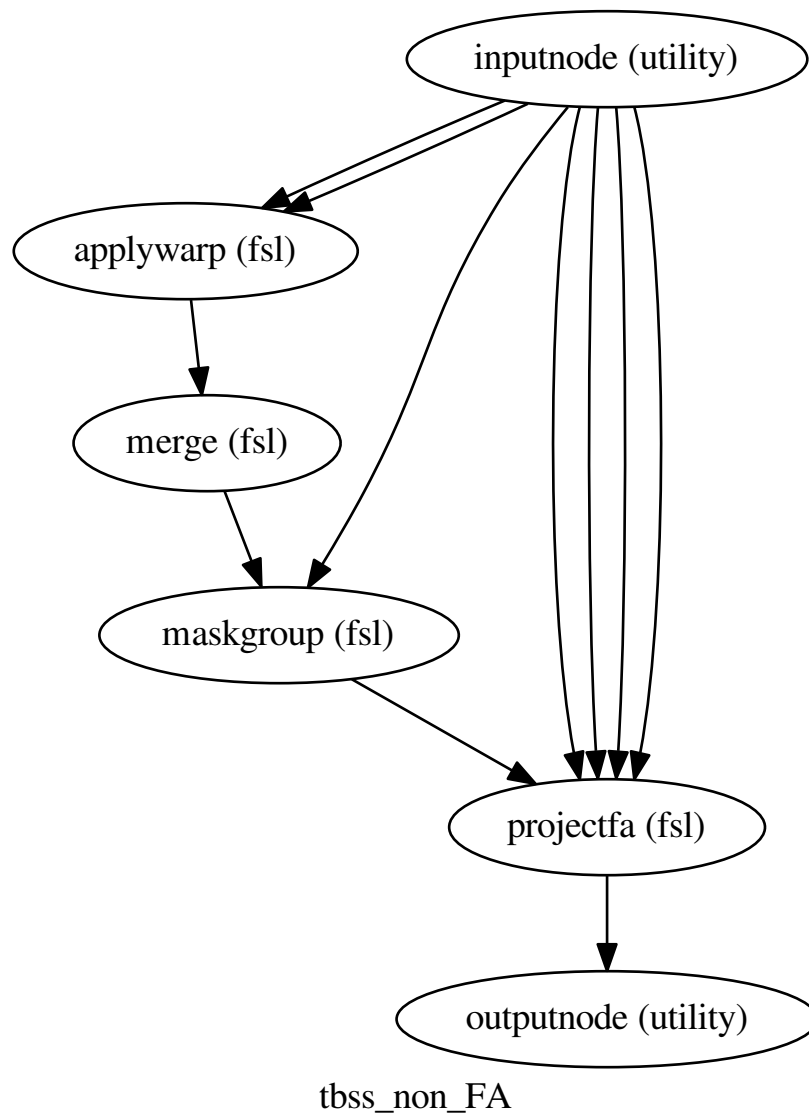 inputnode (utility)
applywarp (fsl)
merge (fsl)
maskgroup (fsl)
projectfa (fsl)
outputnode (utility)
tbss_non_FA